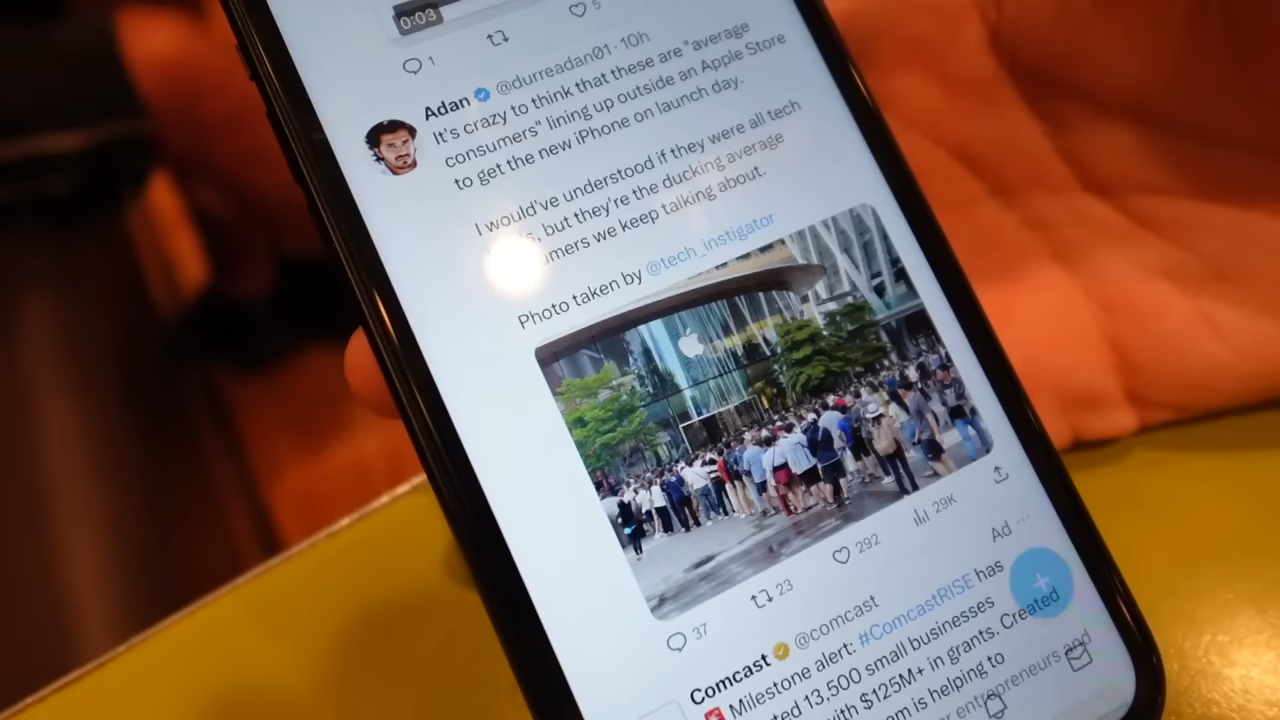 0:03
1
5
Adan @durreadan01 · 10h
It's crazy to think that these are "average
consumers" lining up outside an Apple Store
to get the new iPhone on launch day.
I would've understood if they were all tech
but they're the ducking average
we keep talking about.
Photo taken by @tech_instigator
37
23
292
29K
Ad
Comcast @comcast
Milestone alert: #ComcastRISE has
13,500 small businesses
with $125M+ in grants. Created
is helping to
entrepreneurs and